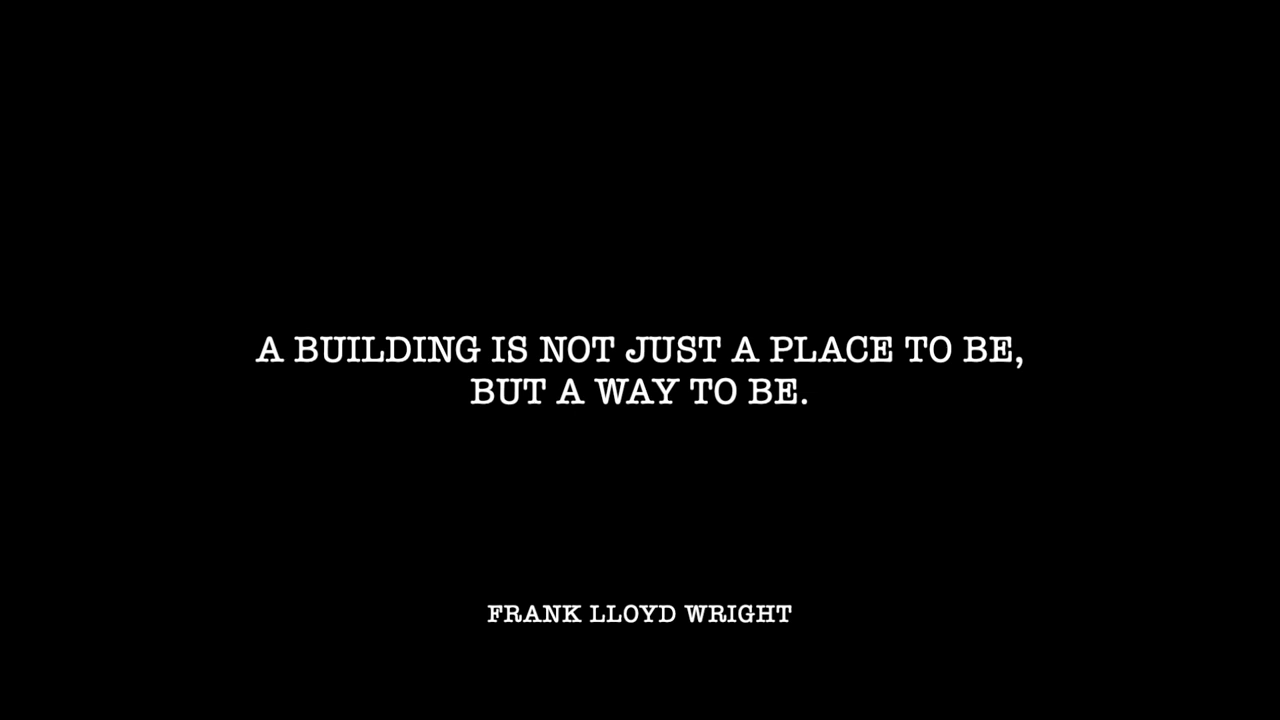 A BUILDING IS NOT JUST A PLACE TO BE,
BUT A WAY TO BE.
FRANK LLOYD WRIGHT